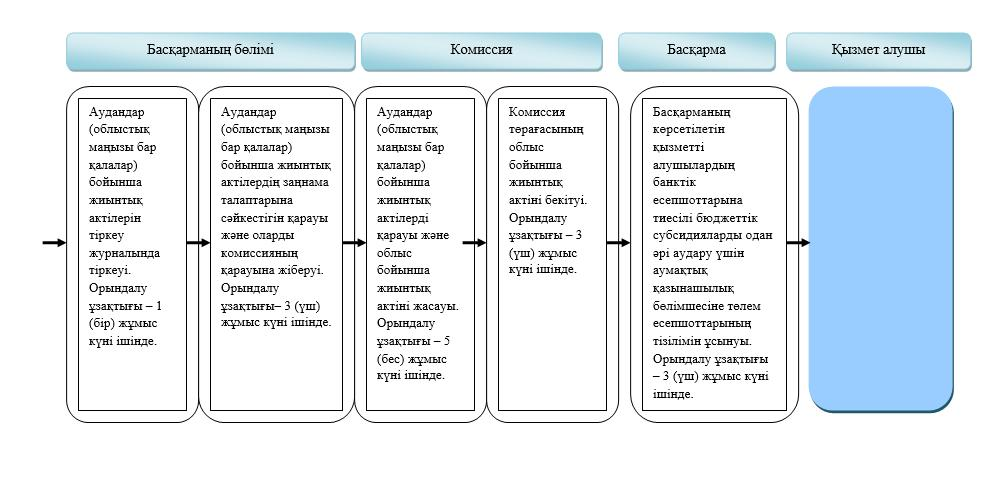 Басқарманың бөлімі
Комиссия
Басқарма
Қызмет алушы
Аудандар
(облыстық
маңызы бар
қалалар)
бойынша
жиынтық
актілерін
тіркеу
журналында
тіркеуі.
Орындалу
ұзақтығы – 1
(бір) жұмыс
күні ішінде.
Аудандар
(облыстық маңызы
бар қалалар)
бойынша жиынтық
актілердің заңнама
талаптарына
сәйкестігін қарауы
және оларды
комиссияның
қарауына жіберуі.
Орындалу
ұзақтығы– 3 (үш)
жұмыс күні ішінде.
Аудандар
(облыстық
маңызы бар
қалалар)
бойынша
жиынтық
актілерді
қарауы және
облыс
бойынша
жиынтық
актіні жасауы.
Орындалу
ұзақтығы – 5
(бес) жұмыс
күні ішінде.
Комиссия
төрағасының
облыс
бойынша
жиынтық
актіні бекітуі.
Орындалу
ұзақтығы – 3
(үш) жұмыс
күні ішінде.
Басқарманың
көрсетілетін
қызметті
алушылардың
банктік
есепшоттарына
тиесілі бюджеттік
субсидияларды одан
әрі аудару үшін
аумақтық
қазынашылық
бөлімшесіне төлем
есепшоттарының
тізілімін ұсынуы.
Орындалу ұзақтығы
– 3 (үш) жұмыс күні
ішінде.